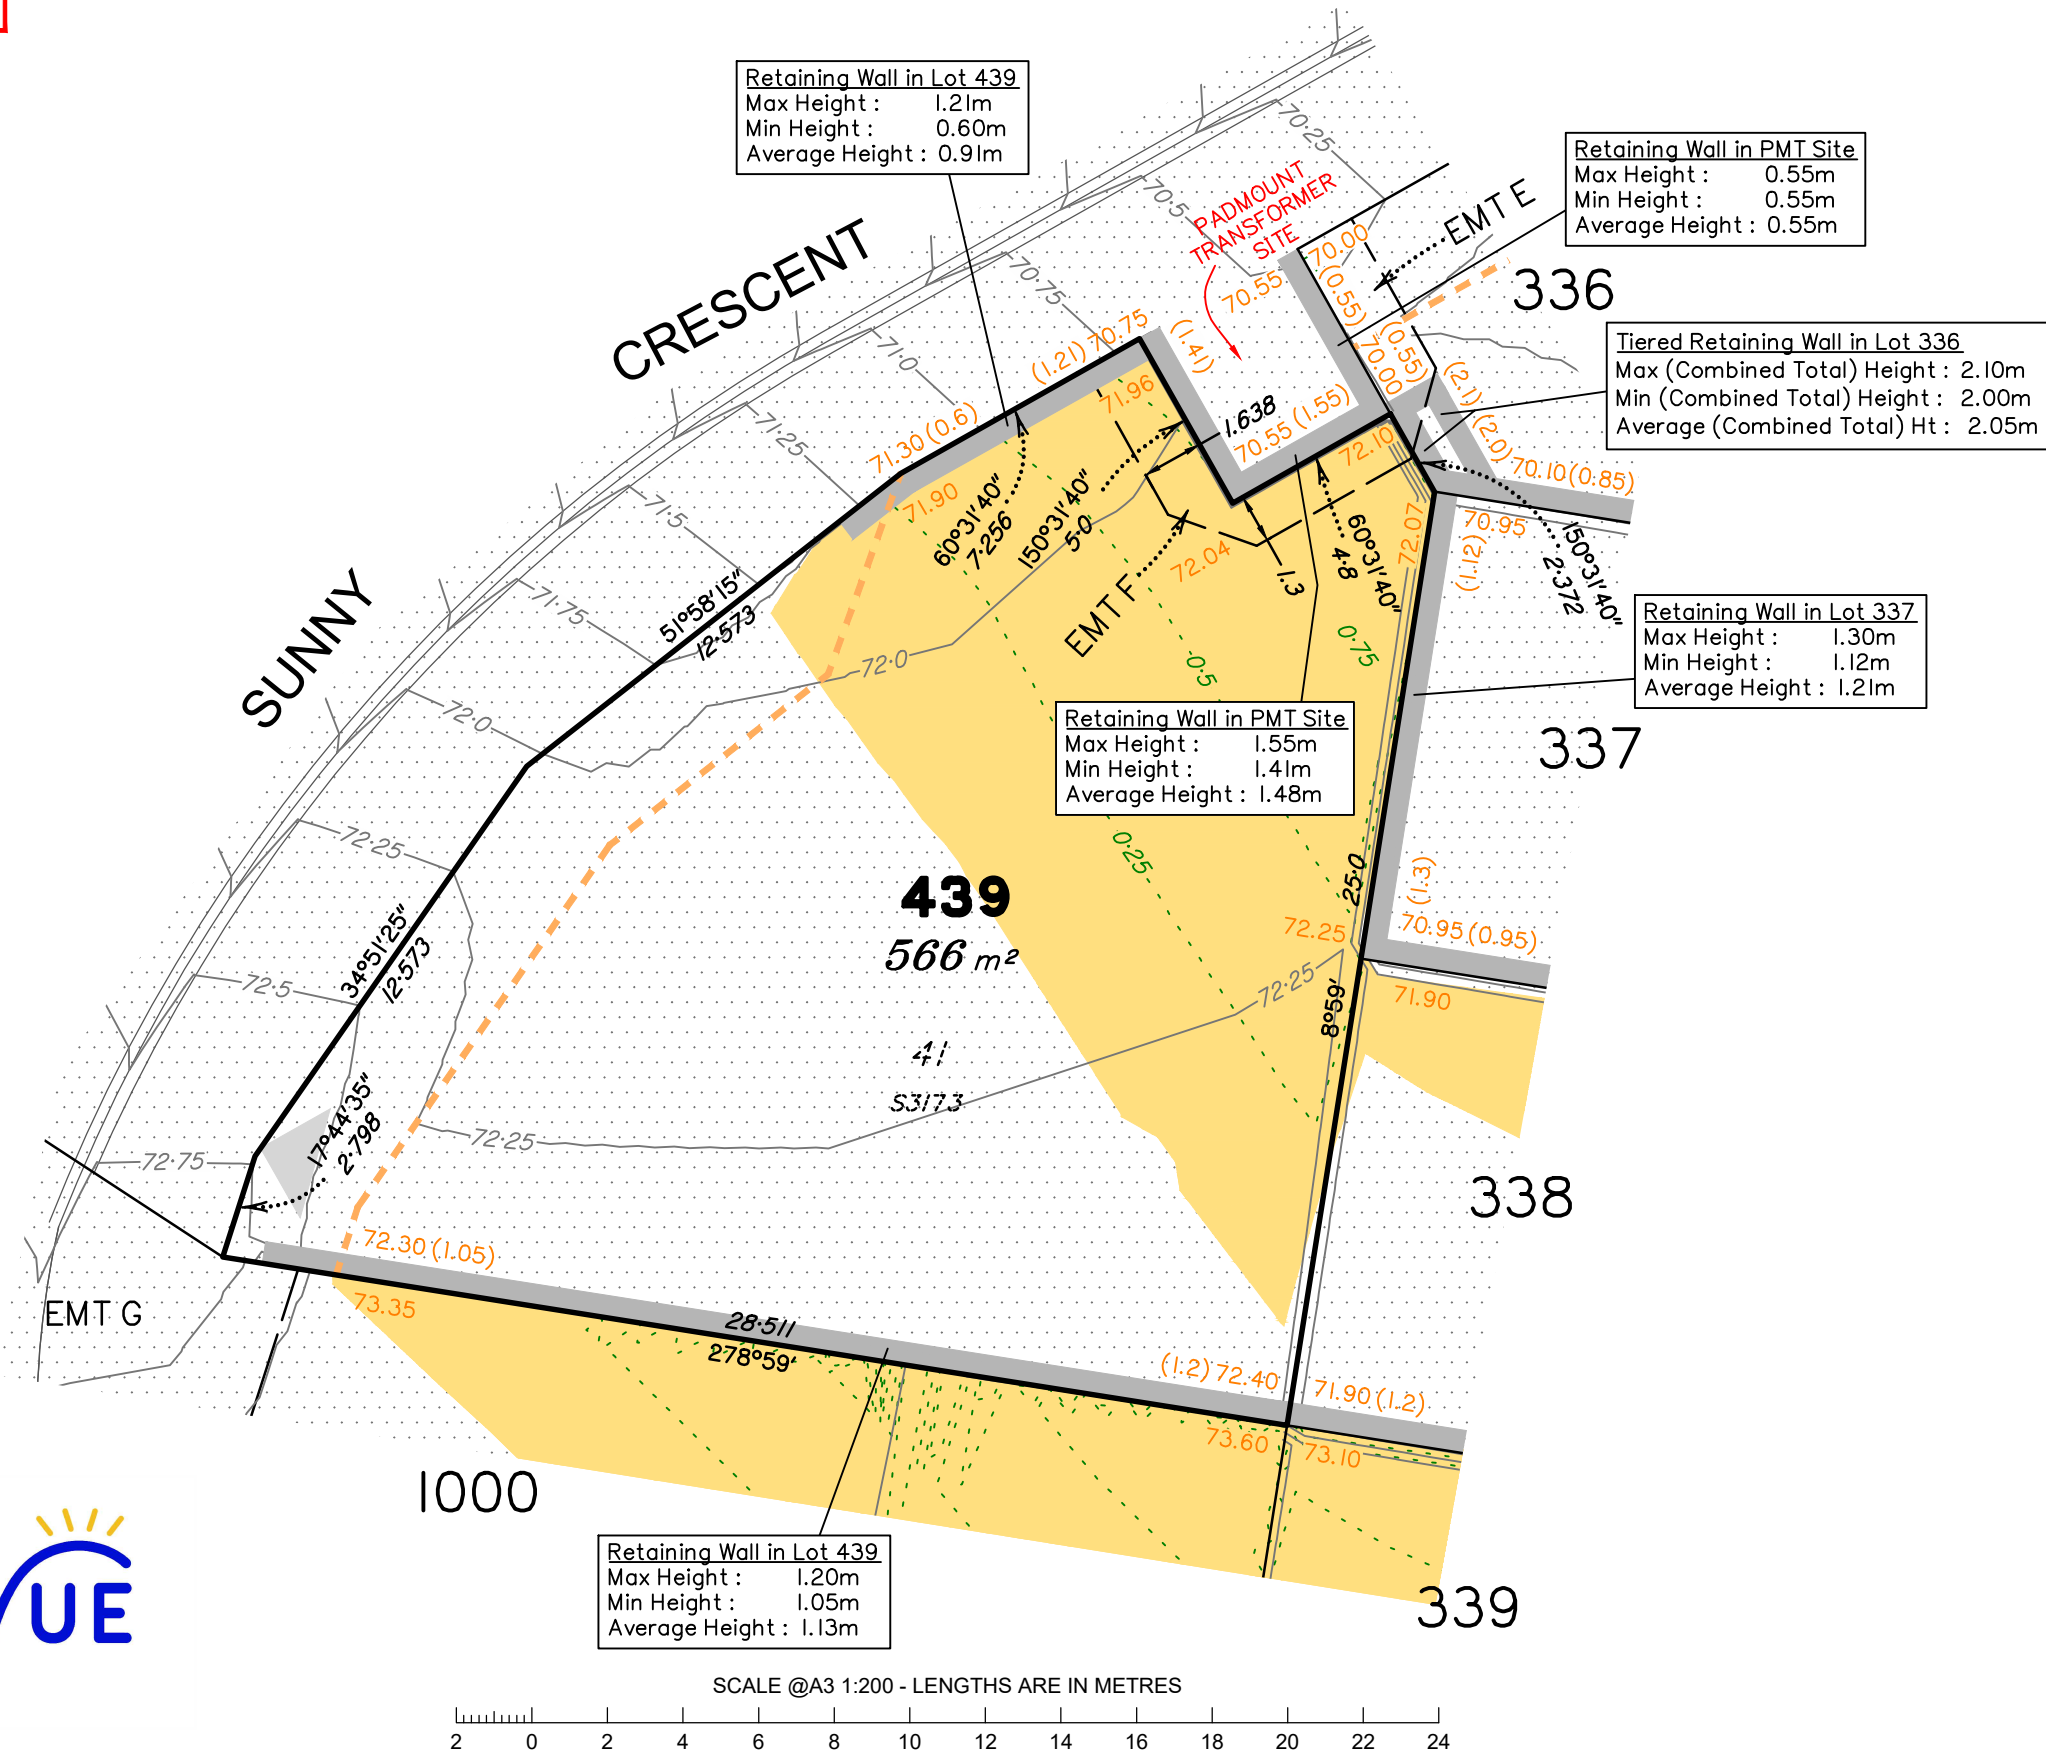 Retaining Wall in Lot 439
Max Height : 1.21m
Min Height : 0.60m
Average Height : 0.91m
Retaining Wall in PMT Site
Max Height : 0.55m
Min Height : 0.55m
Average Height : 0.55m
Tiered Retaining Wall in Lot 336
Max (Combined Total) Height : 2.10m
Min (Combined Total) Height : 2.00m
Average (Combined Total) Ht : 2.05m
Retaining Wall in Lot 337
Max Height : 1.30m
Min Height : 1.12m
Average Height : 1.21m
Retaining Wall in PMT Site
Max Height : 1.55m
Min Height : 1.41m
Average Height : 1.48m
Retaining Wall in Lot 439
Max Height : 1.20m
Min Height : 1.05m
Average Height : 1.13m
PADMOUNT
TRANSFORMER
SITE
SUNNY
CRESCENT
EMT E
EMT F
EMT G
336
337
338
339
1000
439
566 m²
41
S3173
70·25
70·5
70·75
71·0
71·25
71·5
71·75
72·0
72·0
72·25
72·5
72·75
72·25
72·25
70.00
70.55
(0.55)
(0.55)
70.00
(1.41)
(1.21) 70.75
71.96
71.30 (0.6)
71.90
1.638
70.55 (1.55)
72.10
(2.1)
(2.0)
70.10 (0.85)
70.95
(1.12)
72.07
72.04
1.3
60°31'40"
7·256
150°31'40"
5·0
60°31'40"
4·8
150°31'40"
2·372
51°58'15"
12·573
34°51'25"
12·573
17°44'35"
2·798
0·75
0·5
0·25
25·0
8°59'
(1.3)
72.25
70.95 (0.95)
71.90
72.30 (1.05)
73.35
28·511
278°59'
(1.2) 72.40
71.90 (1.2)
73.60
73.10
UE
SCALE @A3 1:200 - LENGTHS ARE IN METRES
2 0 2 4 6 8 10 12 14 16 18 20 22 24